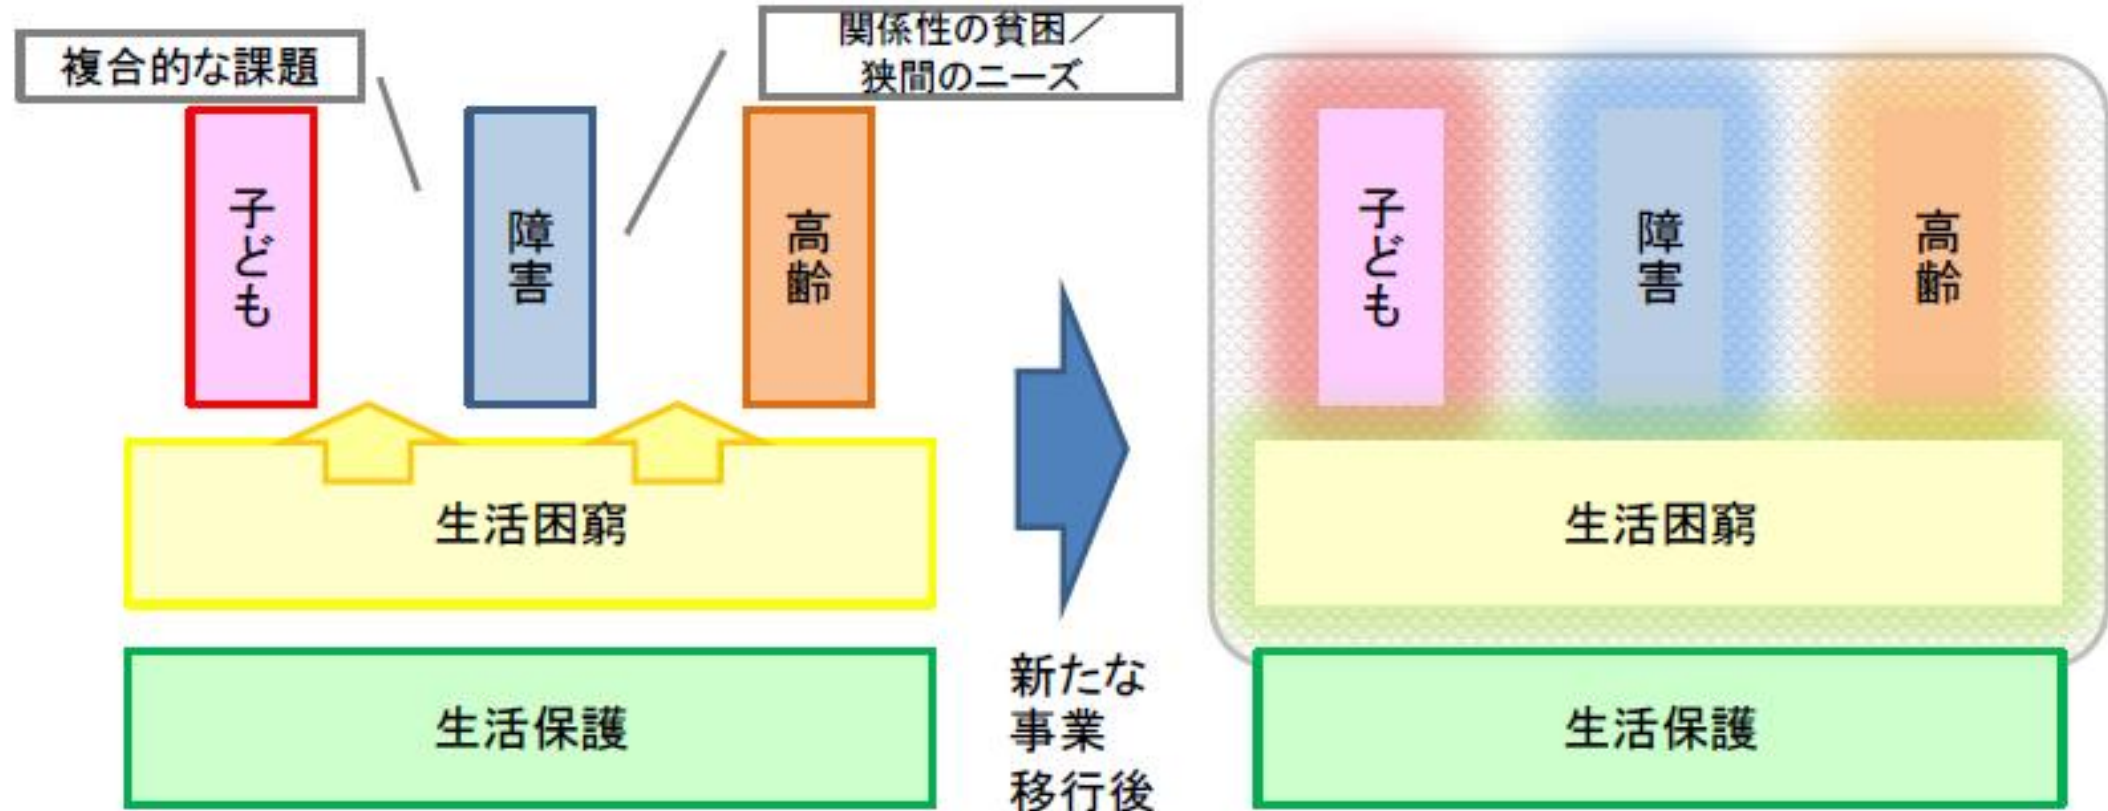 複合的な課題
関係性の貧困／
狭間のニーズ
子ども
障害
高齢
生活困窮
生活保護
新たな
事業
移行後
子ども
障害
高齢
生活困窮
生活保護